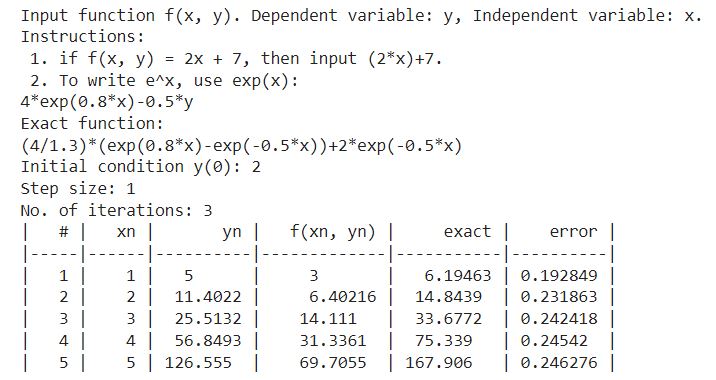 Input function f(x, y). Dependent variable: y, Independent variable: x.
Instructions:
 1. if f(x, y) = 2x + 7, then input (2*x)+7.
 2. To write e^x, use exp(x):
4*exp(0.8*x)-0.5*y
Exact function:
(4/1.3)*(exp(0.8*x)-exp(-0.5*x))+2*exp(-0.5*x)
Initial condition y(0): 2
Step size: 1
No. of iterations: 3
|   # |   xn |       yn |   f(xn, yn) |     exact |    error |
|-----|------|----------|-------------|-----------|----------|
|   1 |    1 |   5      |     3       |   6.19463 | 0.192849 |
|   2 |    2 |  11.4022 |     6.40216 |  14.8439  | 0.231863 |
|   3 |    3 |  25.5132 |    14.111   |  33.6772  | 0.242418 |
|   4 |    4 |  56.8493 |    31.3361  |  75.339   | 0.24542  |
|   5 |    5 | 126.555  |    69.7055  | 167.906   | 0.246276 |